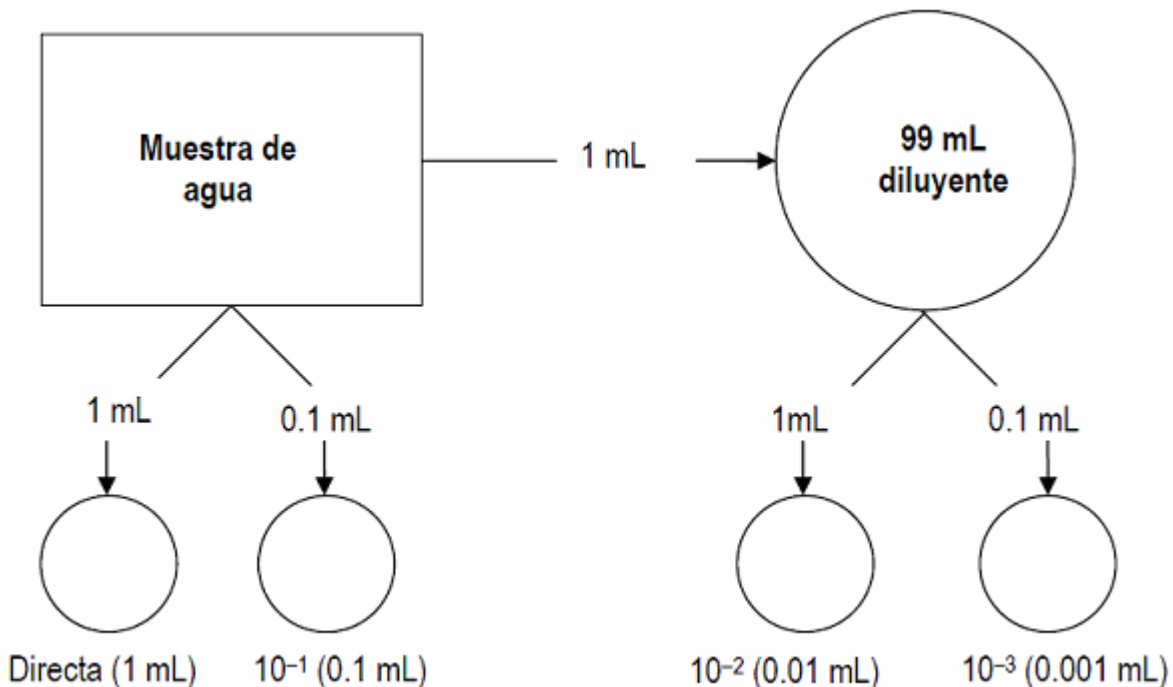 Muestra de
agua
1 mL
99 mL
diluyente
1 mL
0.1 mL
1mL
0.1 mL
Directa (1 mL)
10⁻¹ (0.1 mL)
10⁻² (0.01 mL)
10⁻³ (0.001 mL)